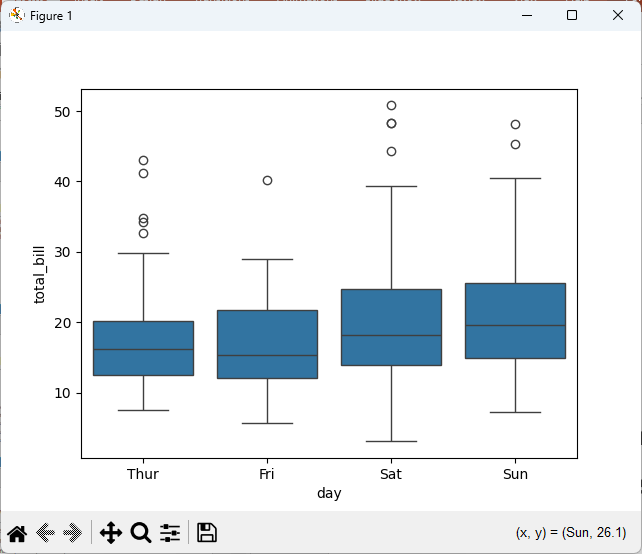 Figure 1
50
40
30
20
10
total_bill
Thur Fri Sat Sun
day
(x, y) = (Sun, 26.1)